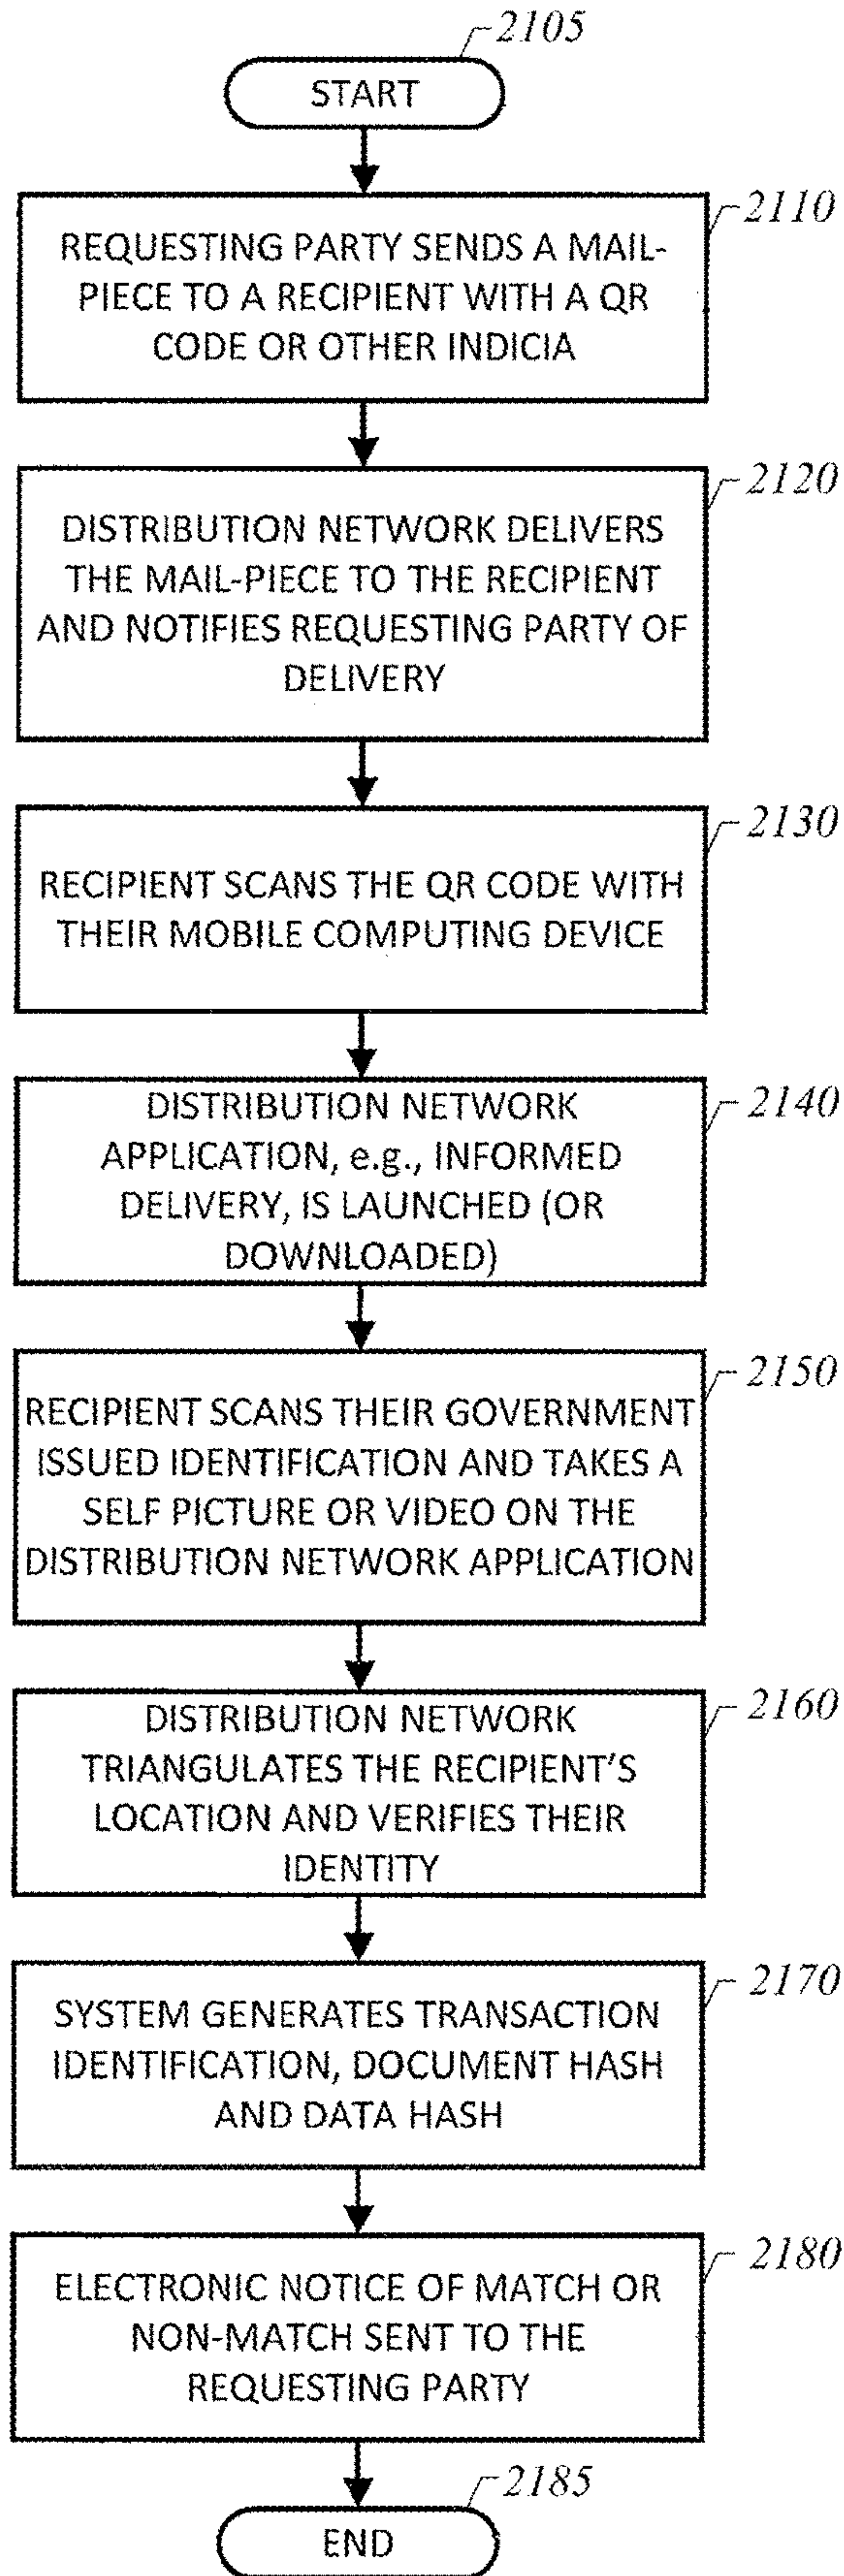 2105
START
2110
REQUESTING PARTY SENDS A MAIL-
PIECE TO A RECIPIENT WITH A QR
CODE OR OTHER INDICIA
2120
DISTRIBUTION NETWORK DELIVERS
THE MAIL-PIECE TO THE RECIPIENT
AND NOTIFIES REQUESTING PARTY OF
DELIVERY
2130
RECIPIENT SCANS THE QR CODE WITH
THEIR MOBILE COMPUTING DEVICE
2140
DISTRIBUTION NETWORK
APPLICATION, e.g., INFORMED
DELIVERY, IS LAUNCHED (OR
DOWNLOADED)
2150
RECIPIENT SCANS THEIR GOVERNMENT
ISSUED IDENTIFICATION AND TAKES A
SELF PICTURE OR VIDEO ON THE
DISTRIBUTION NETWORK APPLICATION
2160
DISTRIBUTION NETWORK
TRIANGULATES THE RECIPIENT'S
LOCATION AND VERIFIES THEIR
IDENTITY
2170
SYSTEM GENERATES TRANSACTION
IDENTIFICATION, DOCUMENT HASH
AND DATA HASH
2180
ELECTRONIC NOTICE OF MATCH OR
NON-MATCH SENT TO THE
REQUESTING PARTY
2185
END